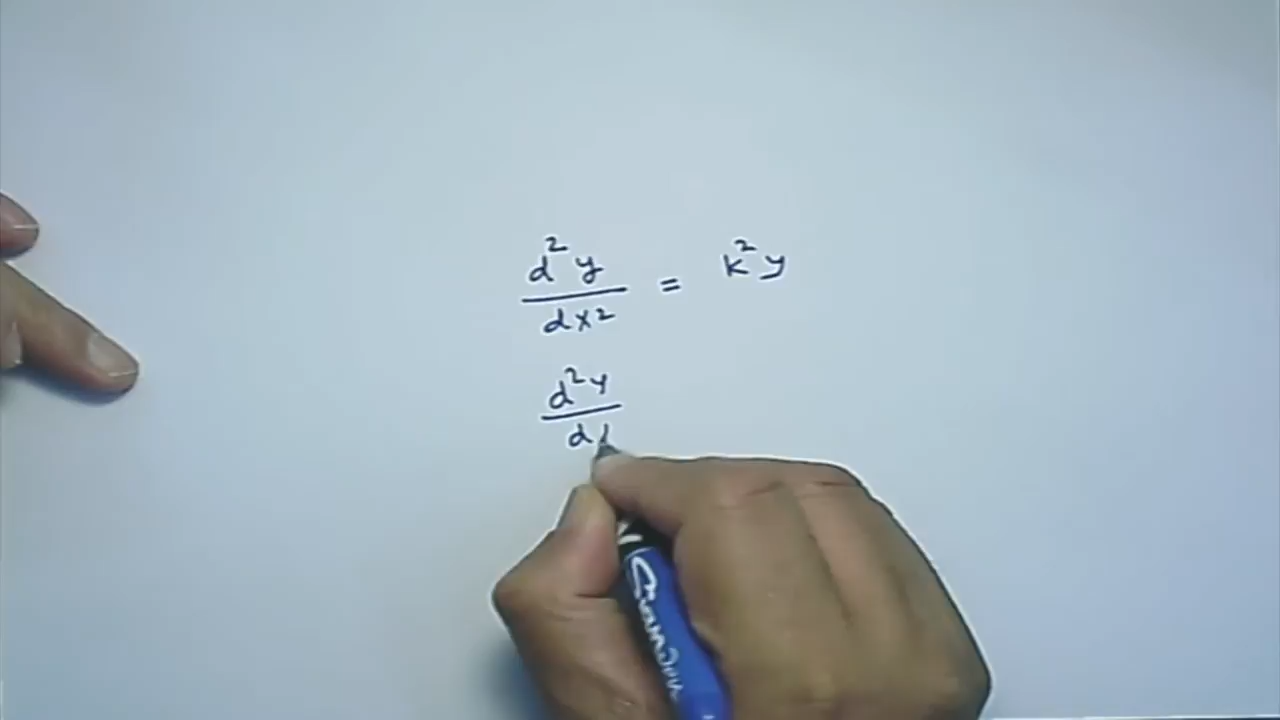 d²y
dx² = k²y
d²y
d